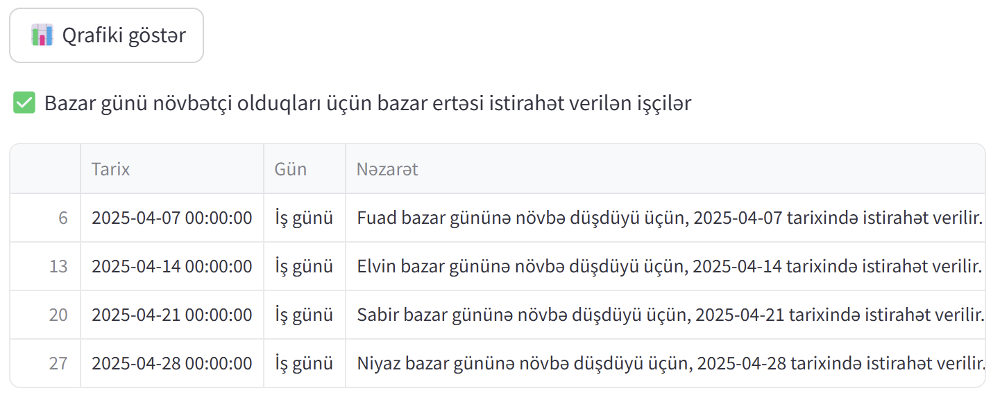 Qrafiki göstər
Bazar günü növbətçi olduqları üçün bazar ertəsi istirahət verilən işçilər
Tarix Gün Nəzarət
6 2025-04-07 00:00:00 İş günü Fuad bazar gününə növbə düşdüyü üçün, 2025-04-07 tarixində istirahət verilir.
13 2025-04-14 00:00:00 İş günü Elvin bazar gününə növbə düşdüyü üçün, 2025-04-14 tarixində istirahət verilir.
20 2025-04-21 00:00:00 İş günü Sabir bazar gününə növbə düşdüyü üçün, 2025-04-21 tarixində istirahət verilir.
27 2025-04-28 00:00:00 İş günü Niyaz bazar gününə növbə düşdüyü üçün, 2025-04-28 tarixində istirahət verilir.